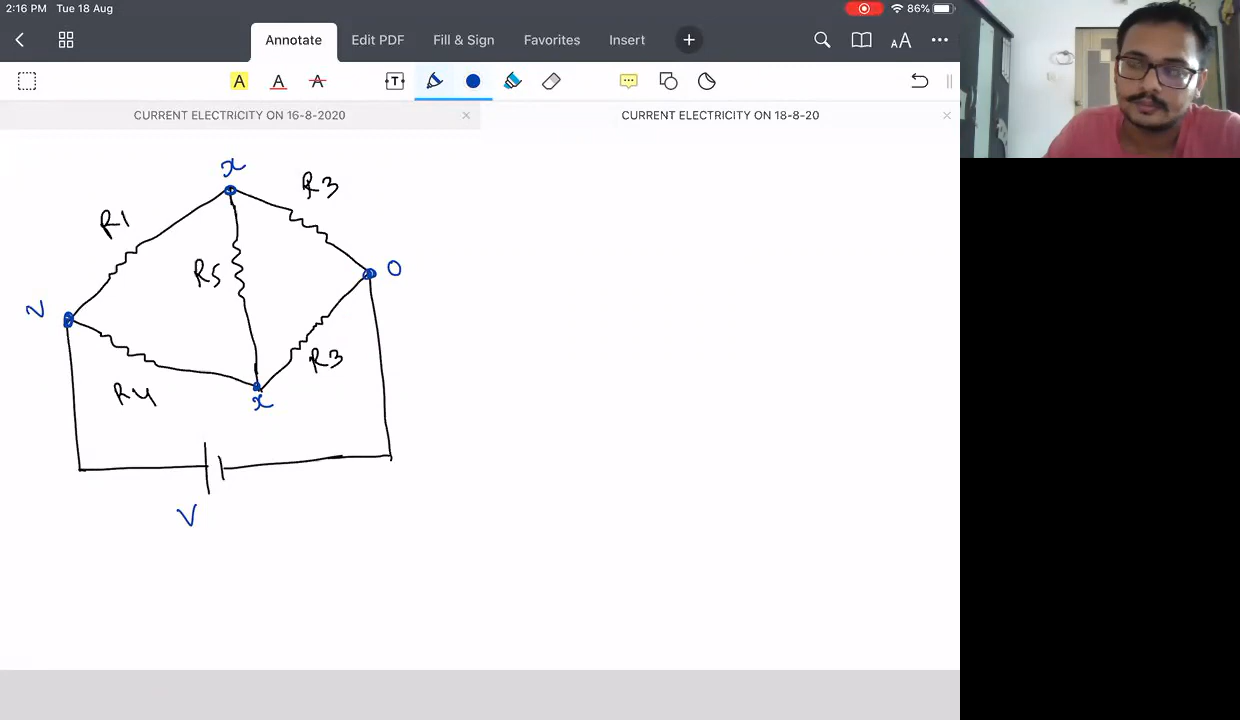 2:16 PM Tue 18 Aug 86%
Annotate Edit PDF Fill & Sign Favorites Insert
A A A T
CURRENT ELECTRICITY ON 16-8-2020 CURRENT ELECTRICITY ON 18-8-20
x
R3
R1
R5
O
V
R3
R4
x
V